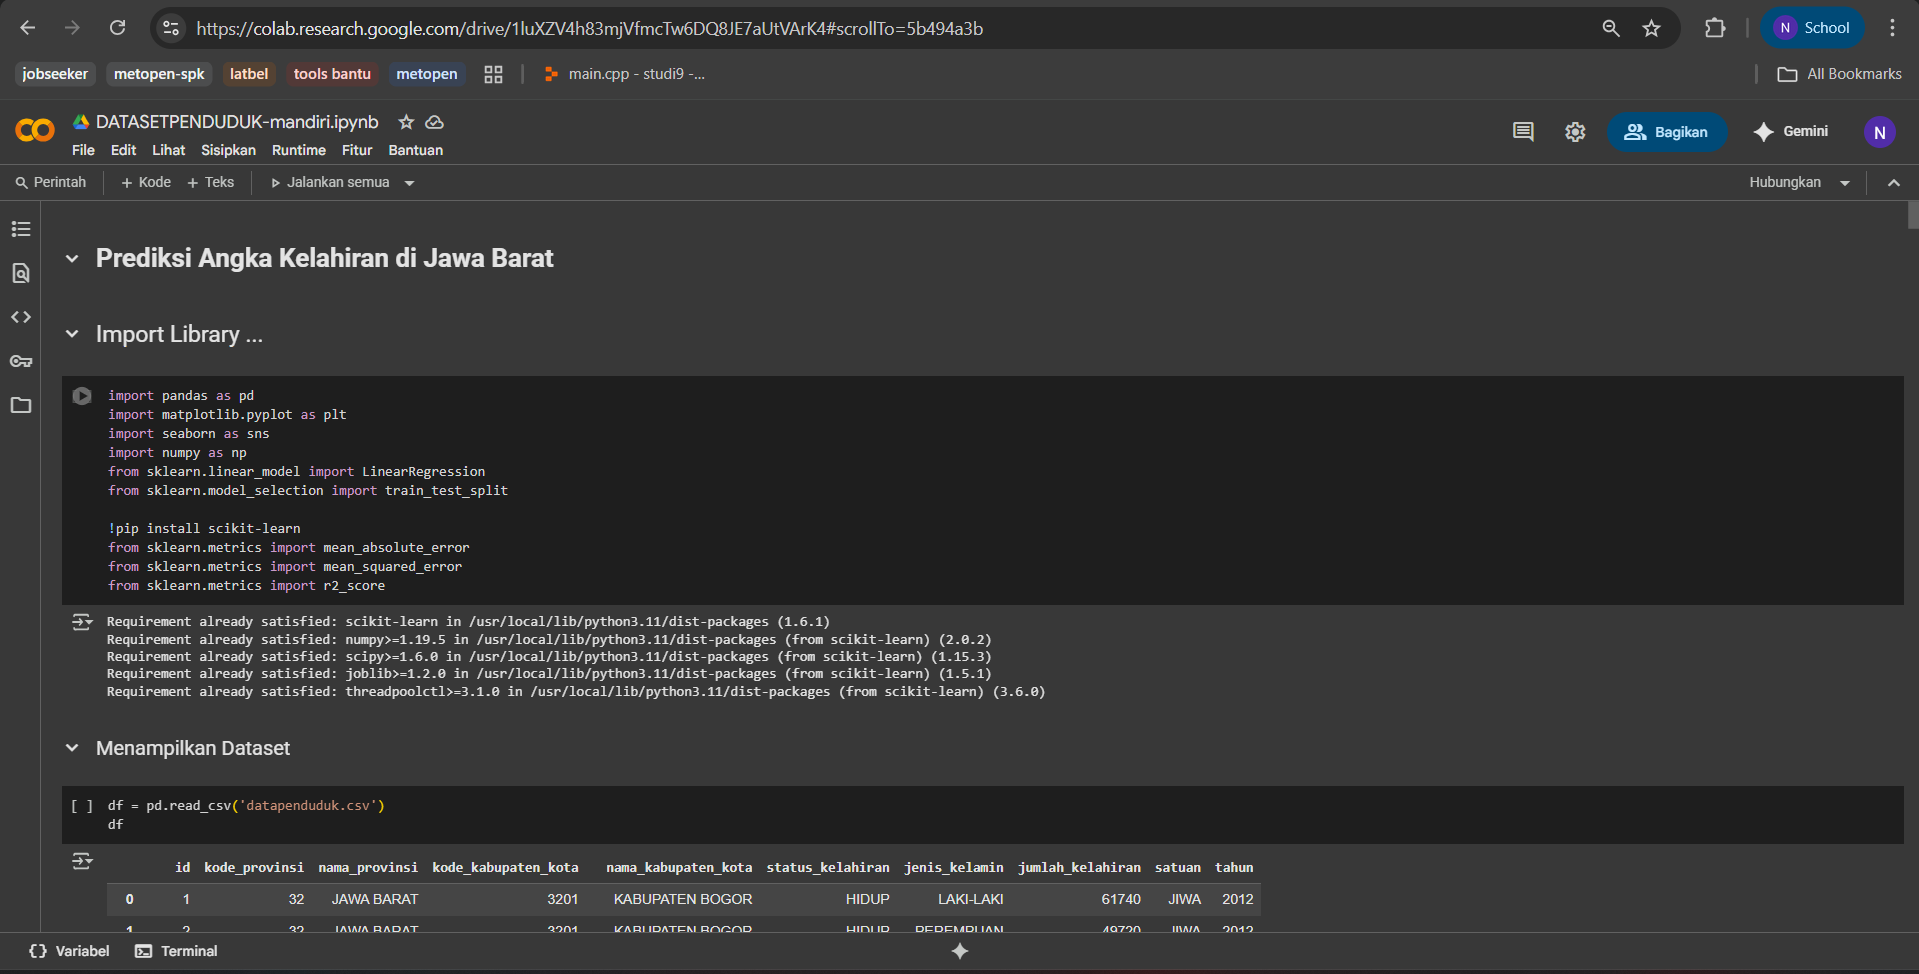 https://colab.research.google.com/drive/1luXZV4h83mjVfmcTw6DQ8JE7aUtVArK4#scrollTo=5b494a3b
N School
jobseeker metopen-spk latbel tools bantu metopen main.cpp - studi9 -... All Bookmarks
DATASETPENDUDUK-mandiri.ipynb
File Edit Lihat Sisipkan Runtime Fitur Bantuan
Bagikan Gemini N
Perintah + Kode + Teks Jalankan semua Hubungkan
Prediksi Angka Kelahiran di Jawa Barat
Import Library ...
import pandas as pd
import matplotlib.pyplot as plt
import seaborn as sns
import numpy as np
from sklearn.linear_model import LinearRegression
from sklearn.model_selection import train_test_split
!pip install scikit-learn
from sklearn.metrics import mean_absolute_error
from sklearn.metrics import mean_squared_error
from sklearn.metrics import r2_score
Requirement already satisfied: scikit-learn in /usr/local/lib/python3.11/dist-packages (1.6.1)
Requirement already satisfied: numpy>=1.19.5 in /usr/local/lib/python3.11/dist-packages (from scikit-learn) (2.0.2)
Requirement already satisfied: scipy>=1.6.0 in /usr/local/lib/python3.11/dist-packages (from scikit-learn) (1.15.3)
Requirement already satisfied: joblib>=1.2.0 in /usr/local/lib/python3.11/dist-packages (from scikit-learn) (1.5.1)
Requirement already satisfied: threadpoolctl>=3.1.0 in /usr/local/lib/python3.11/dist-packages (from scikit-learn) (3.6.0)
Menampilkan Dataset
[ ] df = pd.read_csv('datapenduduk.csv')
df
id kode_provinsi nama_provinsi kode_kabupaten_kota nama_kabupaten_kota status_kelahiran jenis_kelamin jumlah_kelahiran satuan tahun
0 1 32 JAWA BARAT 3201 KABUPATEN BOGOR HIDUP LAKI-LAKI 61740 JIWA 2012
1 2 32 JAWA BARAT 3201 KABUPATEN BOGOR HIDUP PEREMPUAN 49720 JIWA 2012
Variabel Terminal